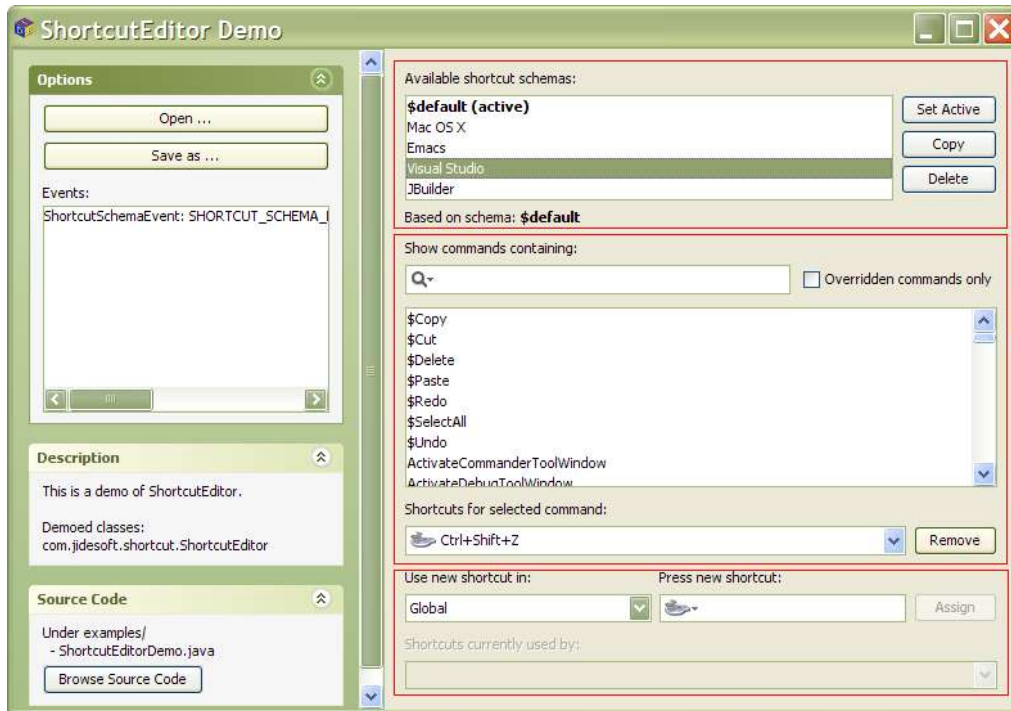 ShortcutEditor Demo
Options
Open ...
Save as ...
Events:
ShortcutSchemaEvent: SHORTCUT_SCHEMA_
Description
This is a demo of ShortcutEditor.
Demoed classes:
com.jidesoft.shortcut.ShortcutEditor
Source Code
Under examples/
- ShortcutEditorDemo.java
Browse Source Code
Available shortcut schemas:
$default (active)
Mac OS X
Emacs
Visual Studio
JBuilder
Set Active
Copy
Delete
Based on schema: $default
Show commands containing:
Overridden commands only
$Copy
$Cut
$Delete
$Paste
$Redo
$SelectAll
$Undo
ActivateCommanderToolWindow
ActivateDebugToolWindow
Shortcuts for selected command:
Ctrl+Shift+Z
Remove
Use new shortcut in:
Press new shortcut:
Global
Assign
Shortcuts currently used by: